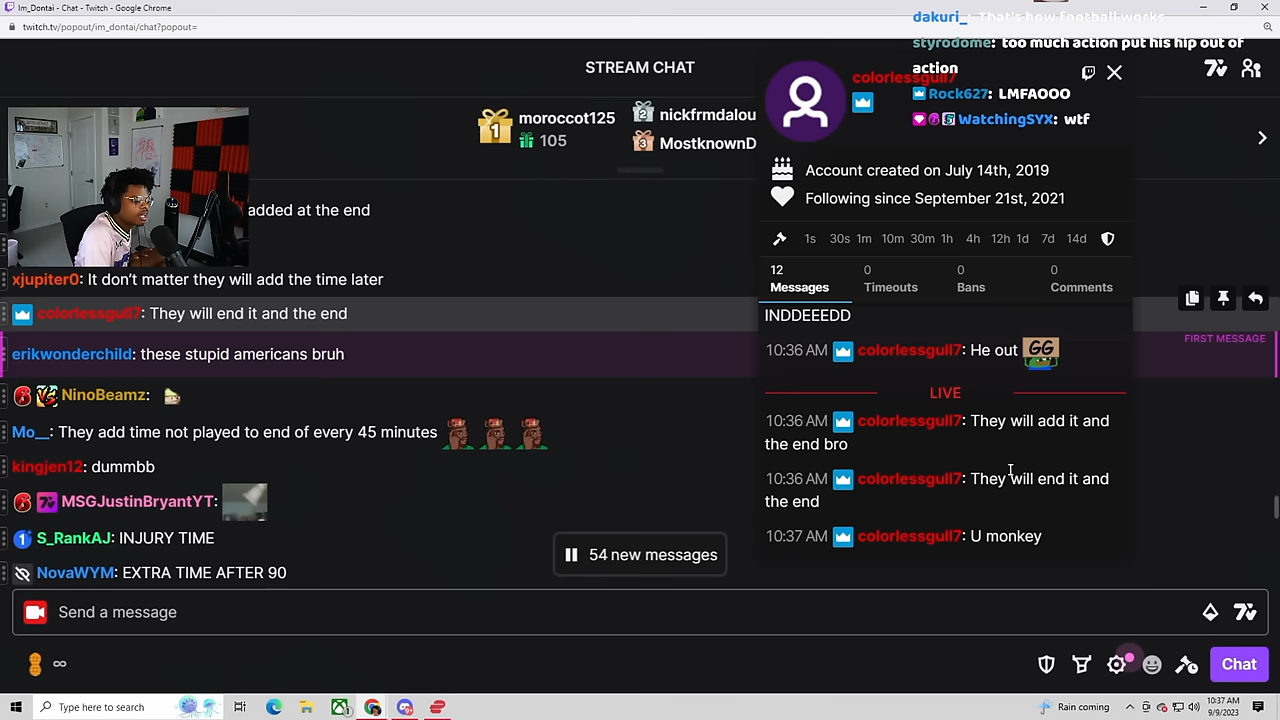 Im_Dontai - Chat - Twitch - Google Chrome
twitch.tv/popout/im_dontai/chat?popout=
dakuri_: That's how football works
styrodome: too much action put his hip out of
action
Rock627: LMFAOOO
WatchingSYX: wtf
STREAM CHAT
1 moroccot125
105
2 nickfrmdalou
3 MostknownD
added at the end
xjupiter0: It don't matter they will add the time later
colorlessgull7: They will end it and the end
FIRST MESSAGE
erikwonderchild: these stupid americans bruh
NinoBeamz:
Mo__: They add time not played to end of every 45 minutes
kingjen12: dummbb
MSGJustinBryantYT:
1 S_RankAJ: INJURY TIME
NovaWYM: EXTRA TIME AFTER 90
54 new messages
colorlessgull7
Account created on July 14th, 2019
Following since September 21st, 2021
1s 30s 1m 10m 30m 1h 4h 12h 1d 7d 14d
12 0 0 0
Messages Timeouts Bans Comments
INDDEEEDD
10:36 AM colorlessgull7: He out GG
LIVE
10:36 AM colorlessgull7: They will add it and
the end bro
10:36 AM colorlessgull7: They will end it and
the end
10:37 AM colorlessgull7: U monkey
Send a message
∞
Chat
Type here to search
Rain coming
10:37 AM
9/9/2023